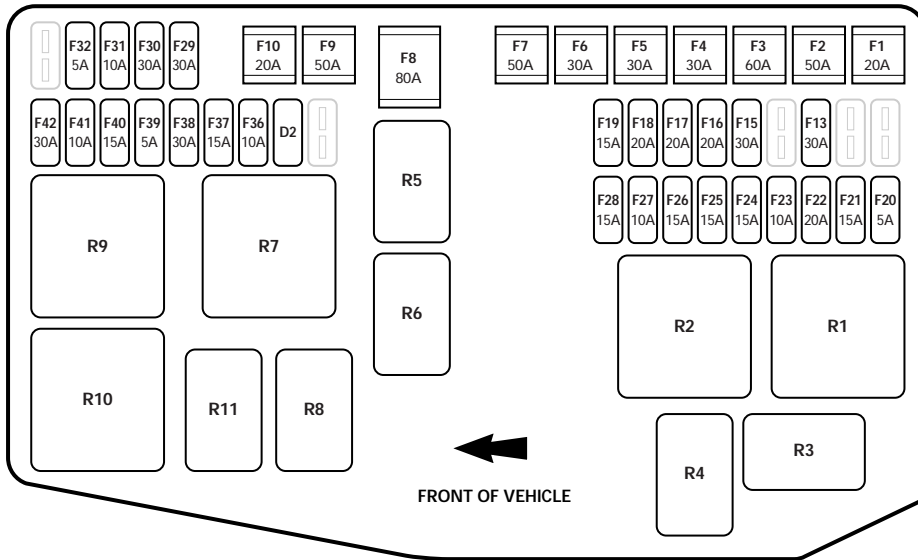 F32 F31 F30 F29
5A 10A 30A 30A
F10 F9
20A 50A
F8
80A
F7 F6 F5 F4 F3 F2 F1
50A 30A 30A 30A 60A 50A 20A
F42 F41 F40 F39 F38 F37 F36 D2
30A 10A 15A 5A 30A 15A 10A
F19 F18 F17 F16 F15 F13
15A 20A 20A 20A 30A 30A
R5
F28 F27 F26 F25 F24 F23 F22 F21 F20
15A 10A 15A 15A 15A 10A 20A 15A 5A
R9 R7
R6
R2 R1
R10 R11 R8
R4 R3
FRONT OF VEHICLE